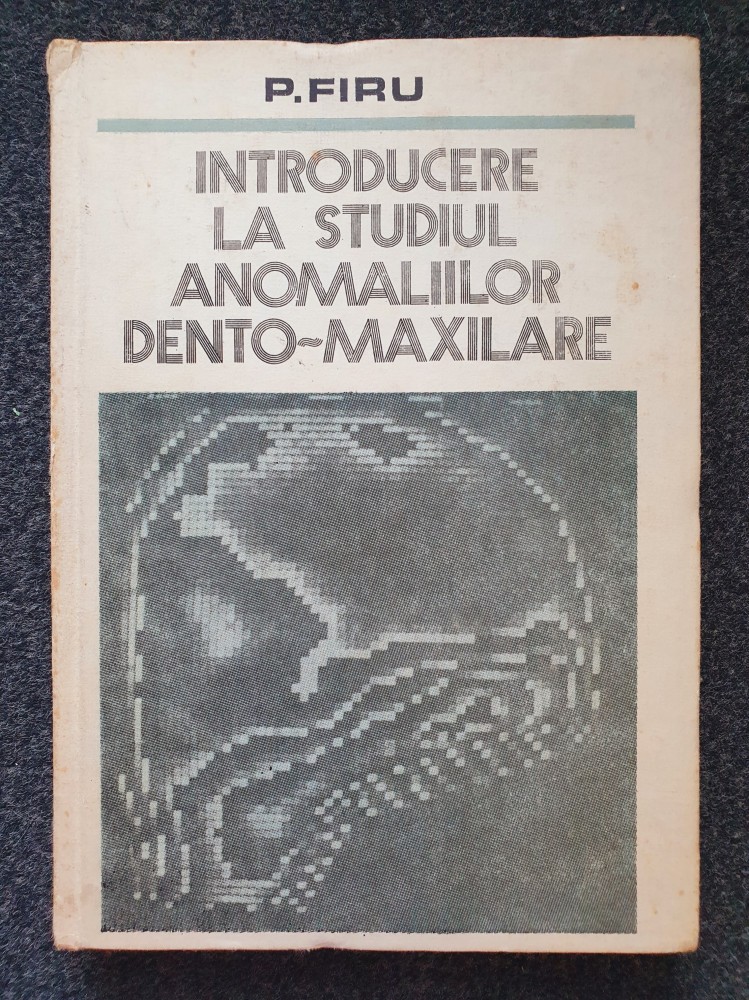 P.FIRU
INTRODUCERE
LA STUDIUL
ANOMALIILOR
DENTO~MAXILARE